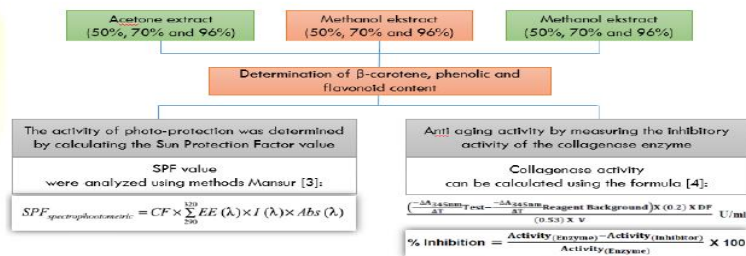 Acetone extract
(50%, 70% and 96%)
Methanol ekstract
(50%, 70% and 96%)
Methanol ekstract
(50%, 70% and 96%)
Determination of β-carotene, phenolic and
flavonoid content
The activity of photo-protection was determined
by calculating the Sun Protection Factor value
SPF value
were analyzed using methods Mansur [3]:
SPF spectrophotometric = CF × 320 ∑ 290 EE (λ) × I (λ) × Abs (λ)
Anti aging activity by measuring the inhibitory
activity of the collagenase enzyme
Collagenase activity
can be calculated using the formula [4]:
(-ΔA345nm/ΔT Test - -ΔA345nm/ΔT Reagent Background) X (0.2) X DF
(0.53) X V
U/ml
% Inhibition = Activity(Enzyme)−Activity(Inhibitor) / Activity(Enzyme) X 100